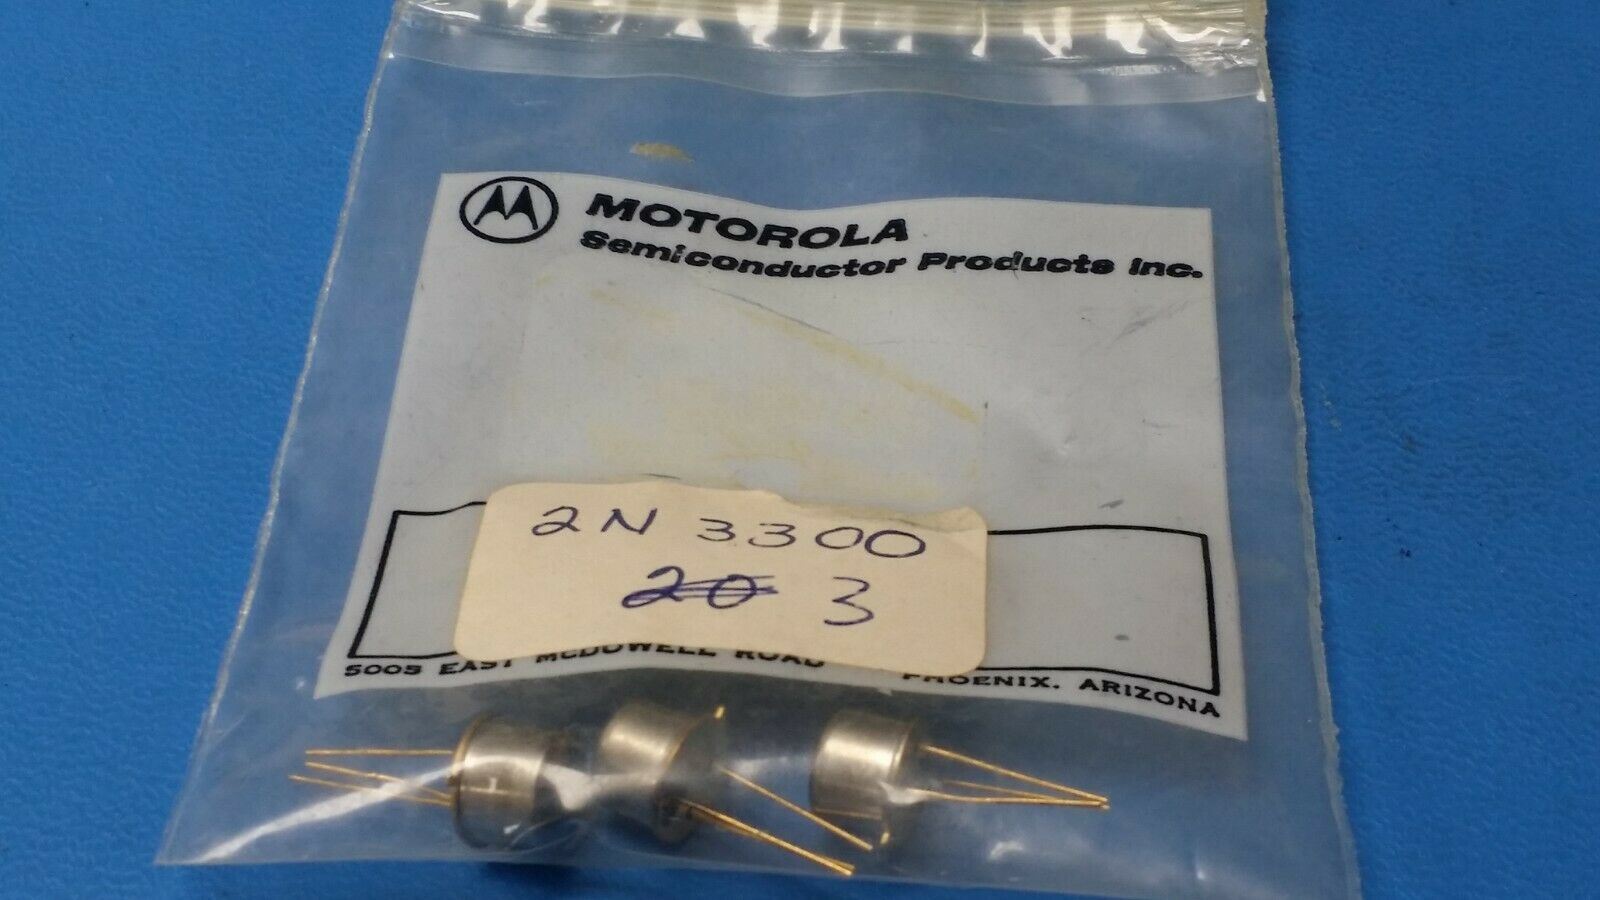 MOTOROLA
Semiconductor Products Inc.
2N 3300
20 3
5005 EAST McDOWELL ROAD PHOENIX, ARIZONA